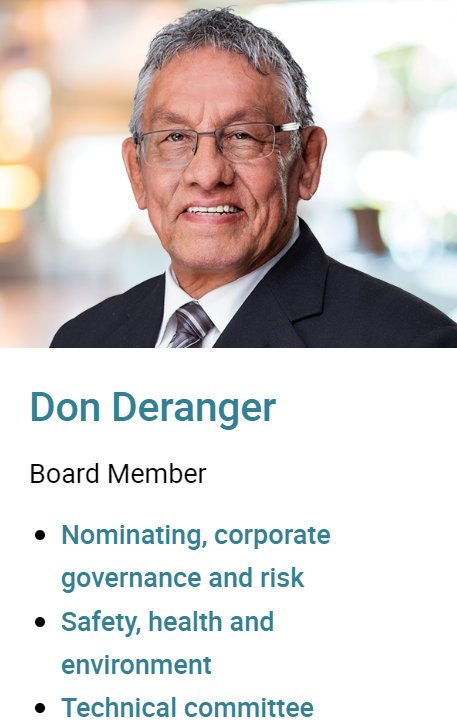 Don Deranger
Board Member
Nominating, corporate
governance and risk
Safety, health and
environment
Technical committee